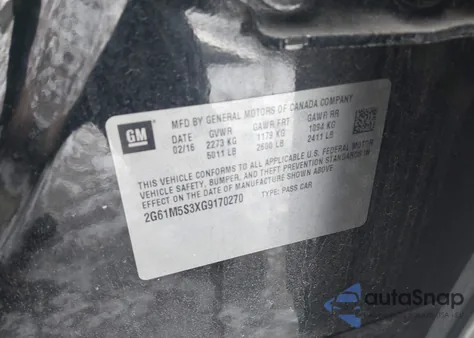 GM
MFD BY GENERAL MOTORS OF CANADA COMPANY
DATE GVWR GAWR FRT GAWR RR
02/16 2273 KG 1179 KG 1094 KG
5011 LB 2600 LB 2411 LB
THIS VEHICLE CONFORMS TO ALL APPLICABLE U.S. FEDERAL MOTOR
VEHICLE SAFETY, BUMPER, AND THEFT PREVENTION STANDARDS IN
EFFECT ON THE DATE OF MANUFACTURE SHOWN ABOVE.
2G61M5S3XG9170270 TYPE: PASS CAR
autoSnap